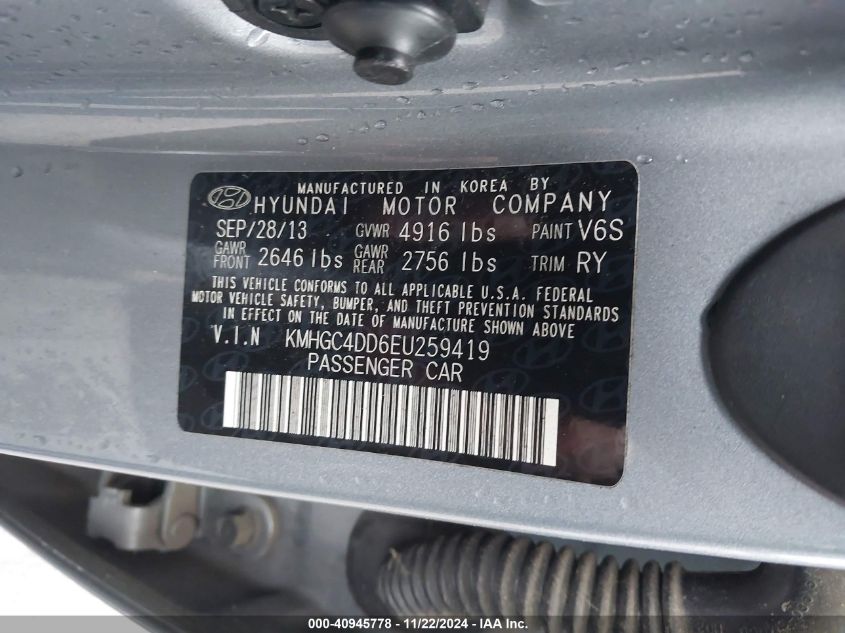 MANUFACTURED IN KOREA BY
HYUNDAI MOTOR COMPANY
SEP/28/13 GVWR 4916 lbs PAINT V6S
GAWR FRONT 2646 lbs GAWR REAR 2756 lbs TRIM RY
THIS VEHICLE CONFORMS TO ALL APPLICABLE U.S.A. FEDERAL
MOTOR VEHICLE SAFETY, BUMPER, AND THEFT PREVENTION STANDARDS
IN EFFECT ON THE DATE OF MANUFACTURE SHOWN ABOVE
V.I.N KMHGC4DD6EU259419
PASSENGER CAR
000-40945778 - 11/22/2024 - IAA Inc.